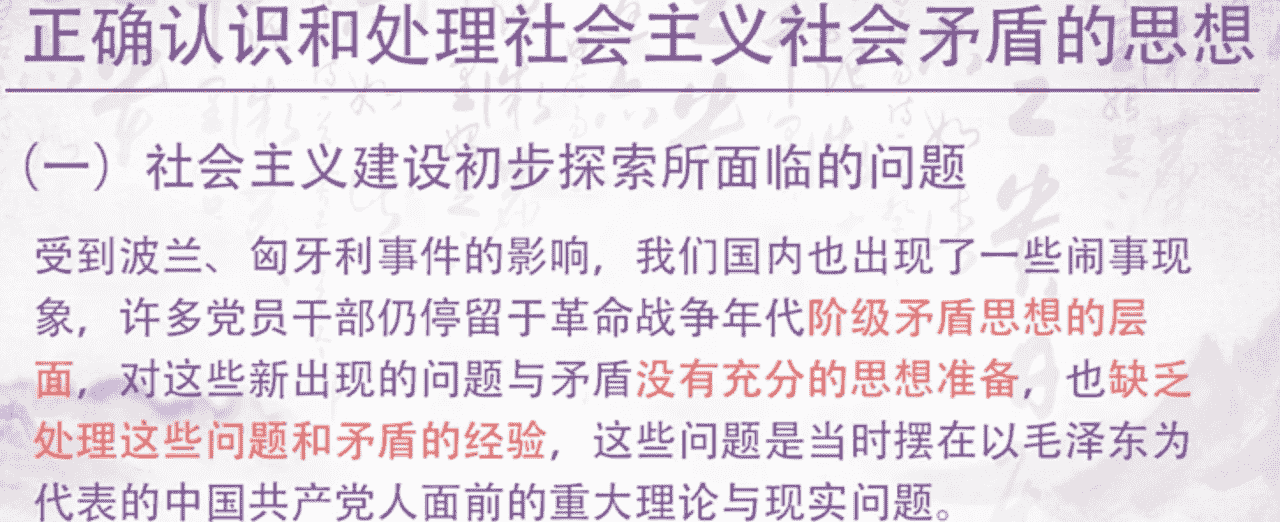 正确认识和处理社会主义社会矛盾的思想
（一）社会主义建设初步探索所面临的问题
受到波兰、匈牙利事件的影响，我们国内也出现了一些闹事现
象，许多党员干部仍停留于革命战争年代阶级矛盾思想的层
面，对这些新出现的问题与矛盾没有充分的思想准备，也缺乏
处理这些问题和矛盾的经验，这些问题是当时摆在以毛泽东为
代表的中国共产党人面前的重大理论与现实问题。